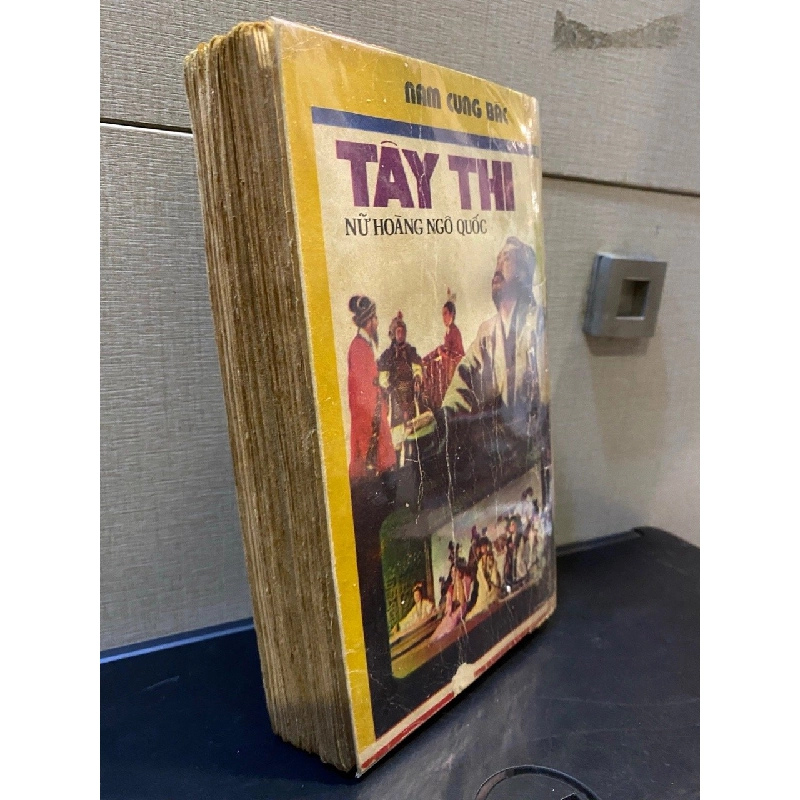 NAM CUNG BÁC
TÂY THI
NỮ HOÀNG NGÔ QUỐC